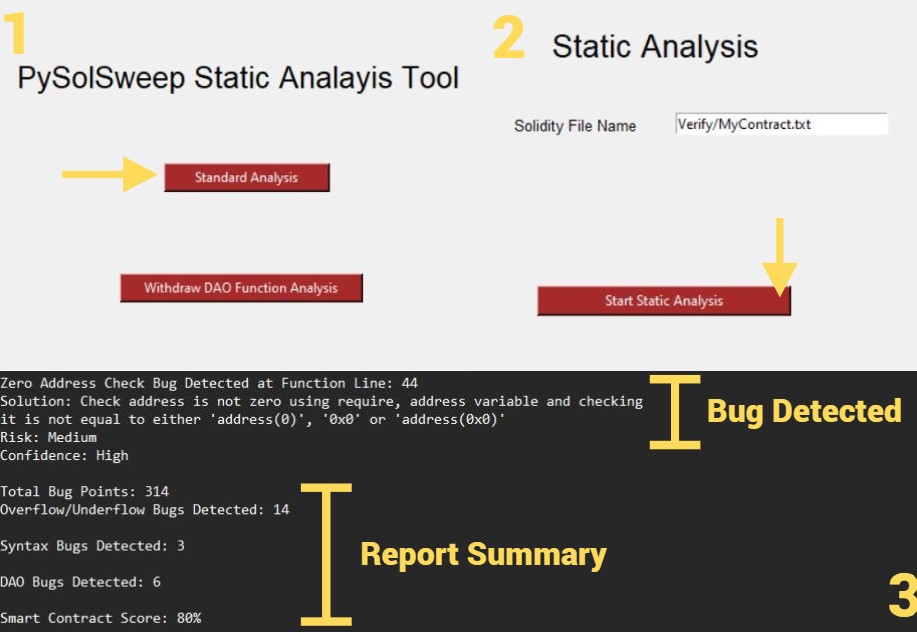 1
PySolSweep Static Analayis Tool
Standard Analysis
Withdraw DAO Function Analysis
2
Static Analysis
Solidity File Name
Verify/MyContract.txt
Start Static Analysis
Zero Address Check Bug Detected at Function Line: 44
Solution: Check address is not zero using require, address variable and checking
it is not equal to either 'address(0)', '0x0' or 'address(0x0)'
Risk: Medium
Confidence: High
Bug Detected
Total Bug Points: 314
Overflow/Underflow Bugs Detected: 14
Syntax Bugs Detected: 3
DAO Bugs Detected: 6
Smart Contract Score: 80%
Report Summary
3